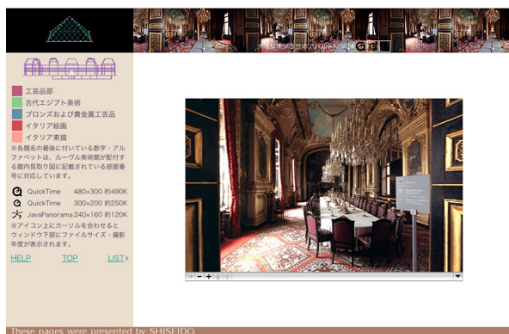 工芸品部
古代エジプト美術
ブロンズおよび貴金属工芸品
イタリア絵画
イタリア素描
※各題名の最後に付いている数字・アル
ファベットは、ルーヴル美術館が配付す
る館内見取り図に記載されている部屋番
号に対応しています。
QuickTime 480×300 約490K
QuickTime 300×200 約250K
JavaPanorama 240×160 約120K
※アイコン上にカーソルを合わせると
ウィンドウ下部にファイルサイズ・撮影
年度が表示されます。
HELP TOP LIST
These pages were presented by SHISEIDO